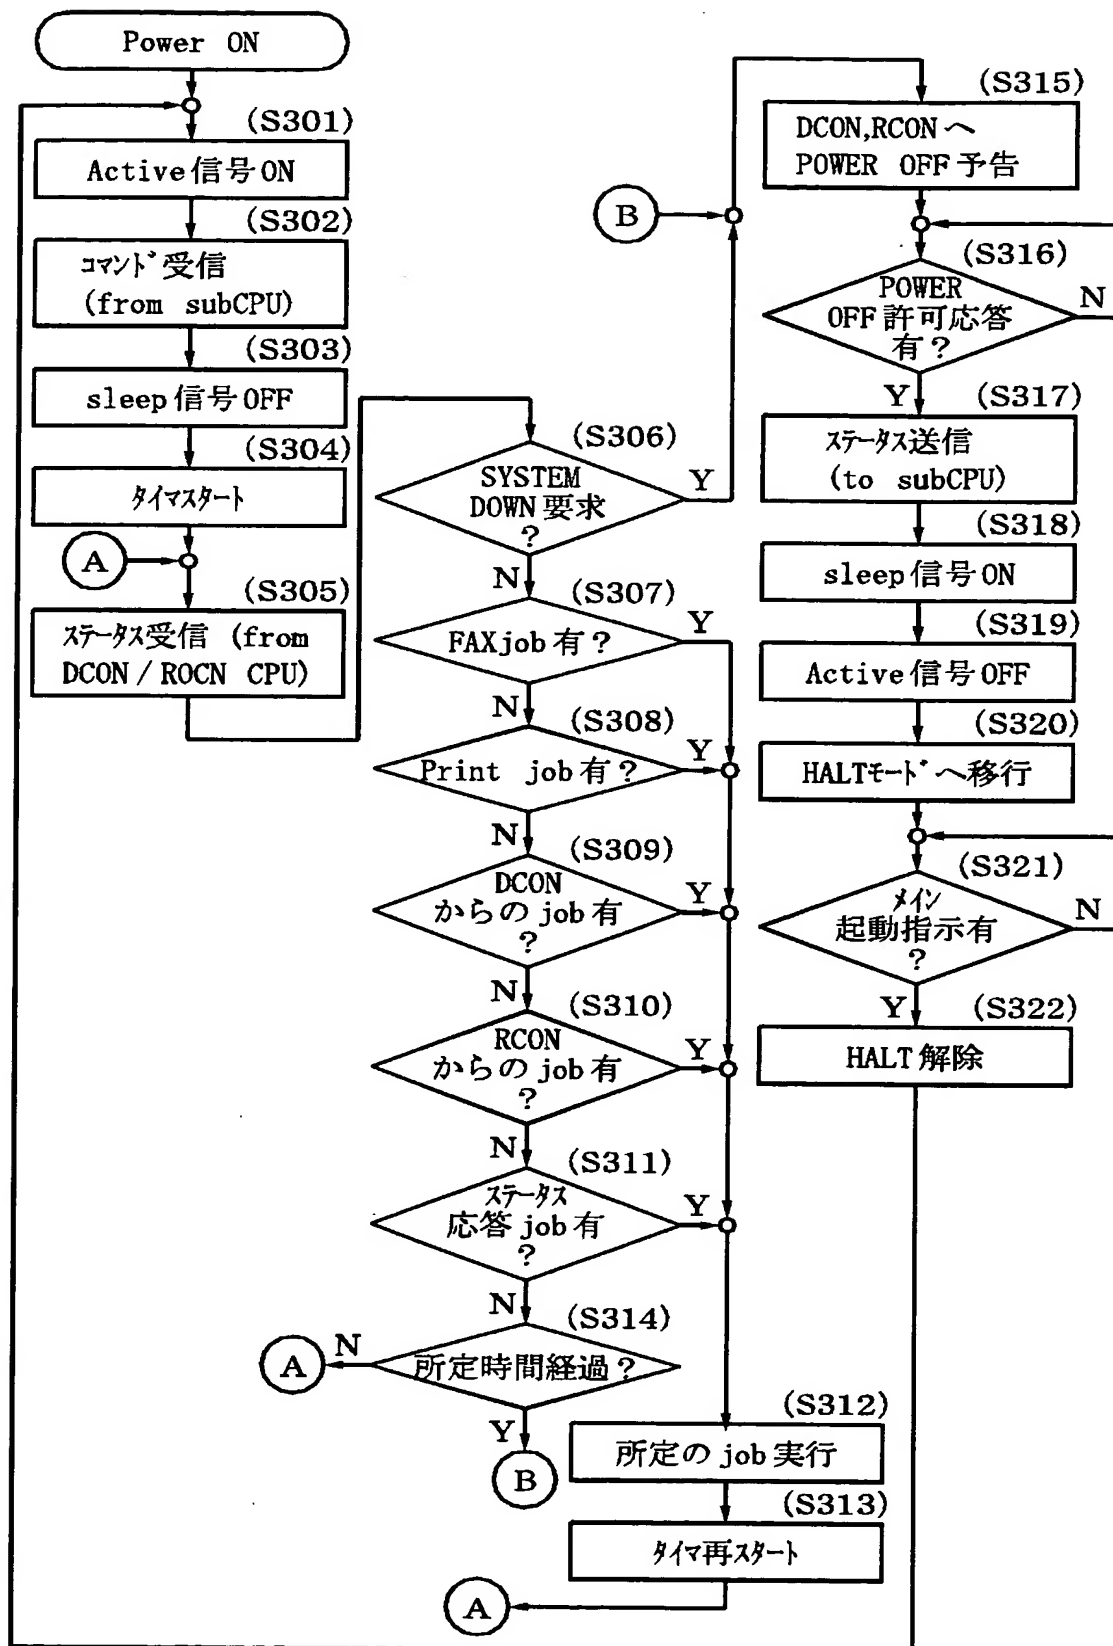 Power ON
(S301)
Active信号ON
(S302)
コマンド受信
(from subCPU)
(S303)
sleep信号OFF
(S304)
タイマスタート
A
(S305)
ステータス受信 (from
DCON / ROCN CPU)
(S306)
SYSTEM
DOWN要求
?
Y
N
(S307)
FAXjob有?
Y
N
(S308)
Print job有?
Y
N
(S309)
DCON
からのjob有
?
Y
N
(S310)
RCON
からのjob有
?
Y
N
(S311)
ステータス
応答job有
?
Y
N
(S314)
所定時間経過?
N
A
Y
B
(S312)
所定のjob実行
(S313)
タイマ再スタート
A
B
(S315)
DCON,RCONへ
POWER OFF予告
(S316)
POWER
OFF許可応答
有?
N
Y
(S317)
ステータス送信
(to subCPU)
(S318)
sleep信号ON
(S319)
Active信号OFF
(S320)
HALTモードへ移行
(S321)
メイン
起動指示有
?
N
Y
(S322)
HALT解除